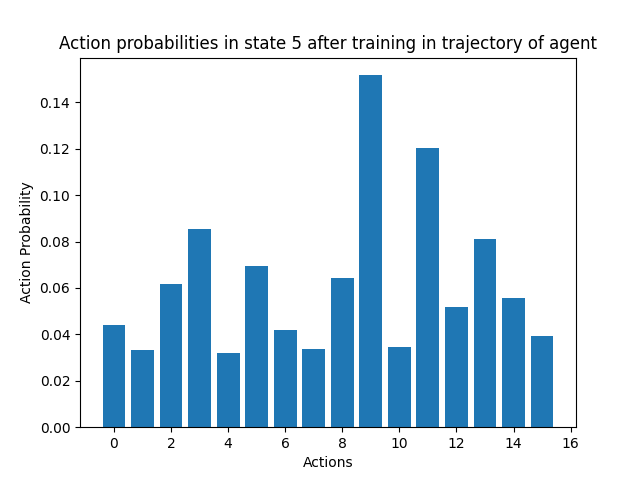 Action probabilities in state 5 after training in trajectory of agent
0.14
0.12
0.10
0.08
0.06
0.04
0.02
0.00
Action Probability
0 2 4 6 8 10 12 14 16
Actions